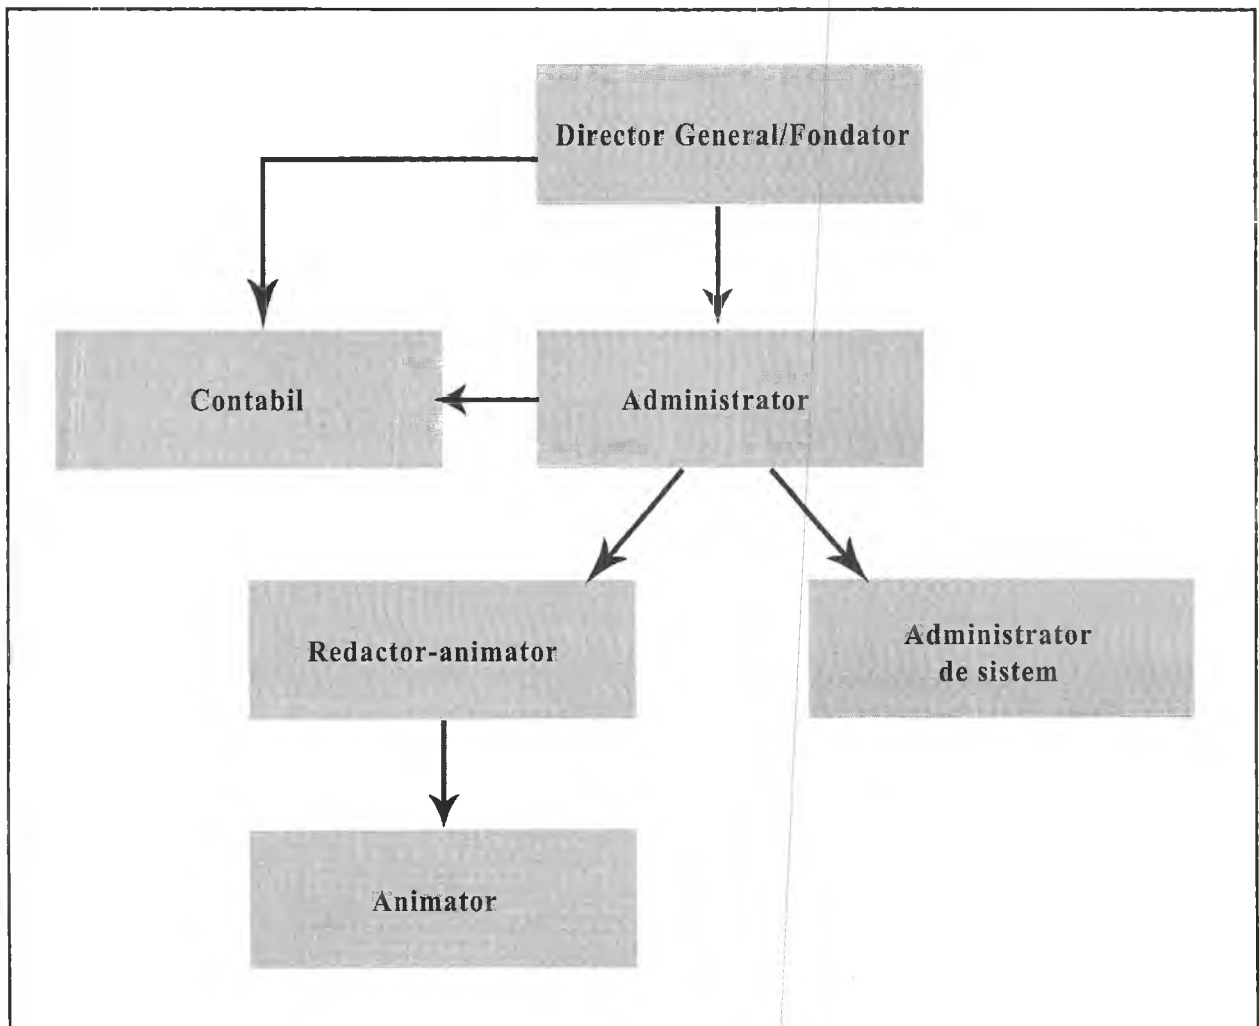 Director General/Fondator
Contabil
Administrator
Redactor-animator
Administrator
de sistem
Animator